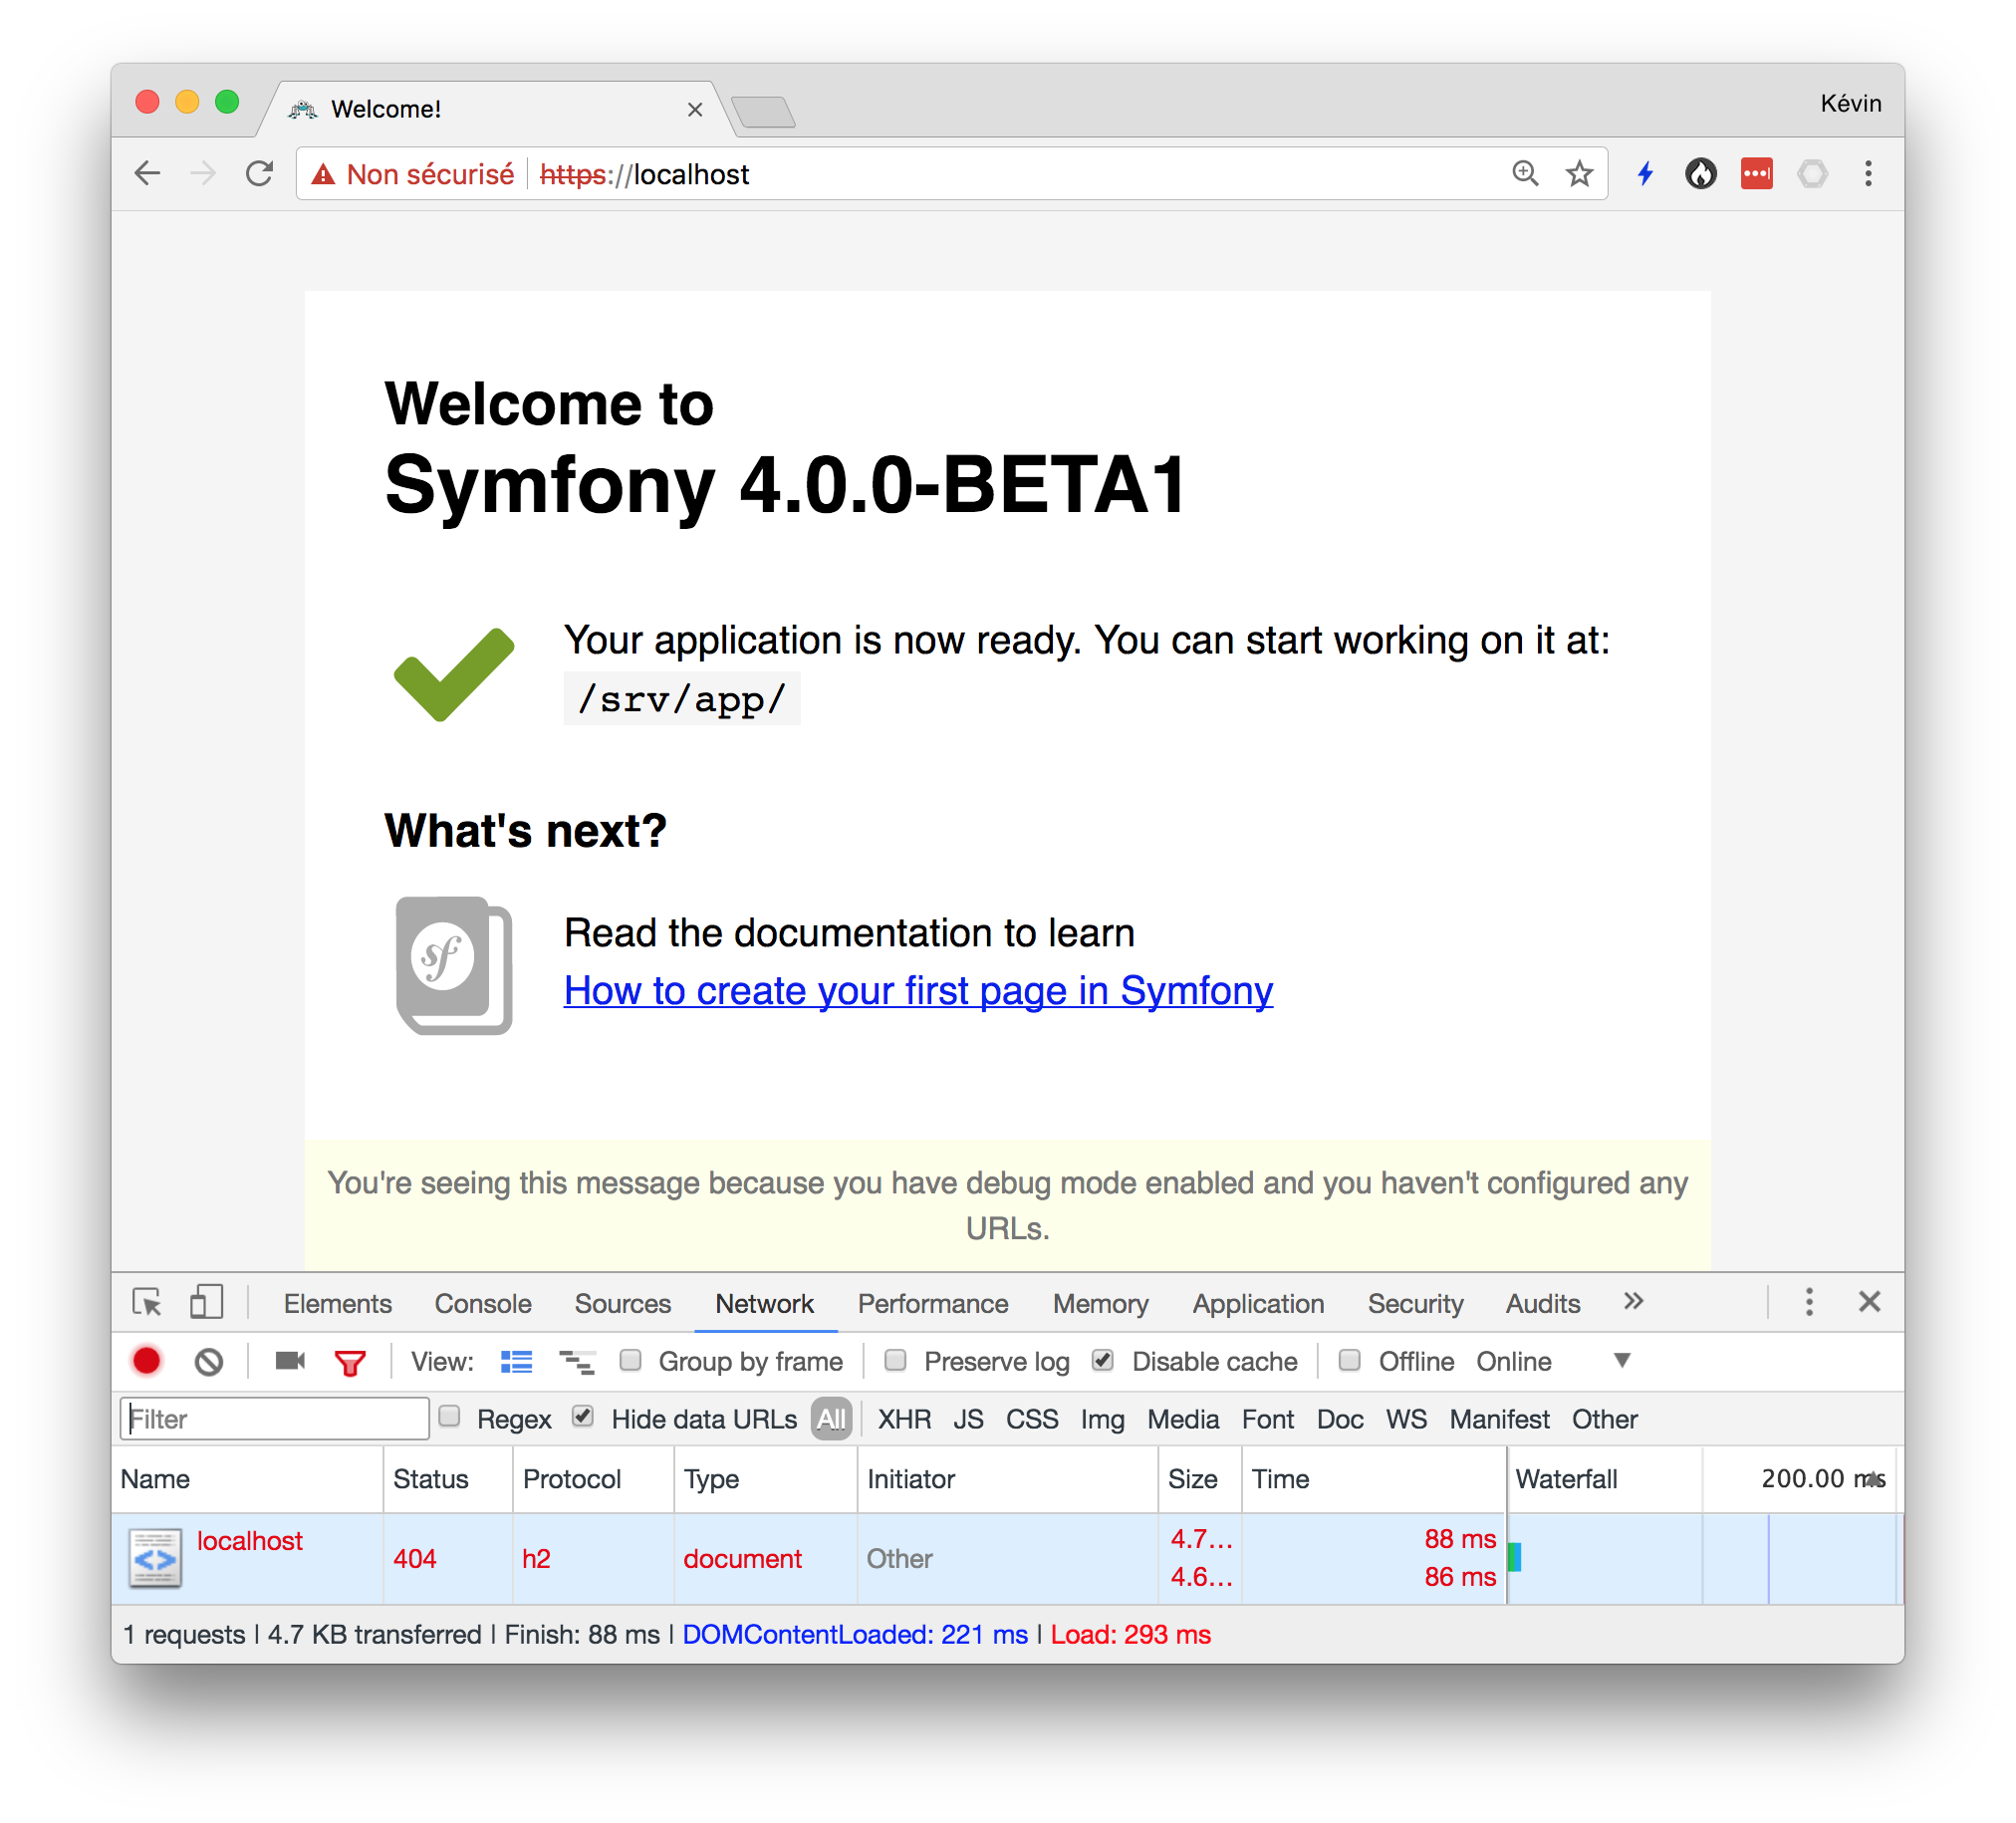 Welcome!
Kévin
Non sécurisé https://localhost
Welcome to
Symfony 4.0.0-BETA1
Your application is now ready. You can start working on it at:
/srv/app/
What's next?
sf
Read the documentation to learn
How to create your first page in Symfony
You're seeing this message because you have debug mode enabled and you haven't configured any
URLs.
Elements Console Sources Network Performance Memory Application Security Audits
View: Group by frame Preserve log Disable cache Offline Online
Filter Regex Hide data URLs All XHR JS CSS Img Media Font Doc WS Manifest Other
Name Status Protocol Type Initiator Size Time Waterfall 200.00 ms
localhost 404 h2 document Other 4.7... 88 ms
4.6... 86 ms
1 requests | 4.7 KB transferred | Finish: 88 ms | DOMContentLoaded: 221 ms | Load: 293 ms